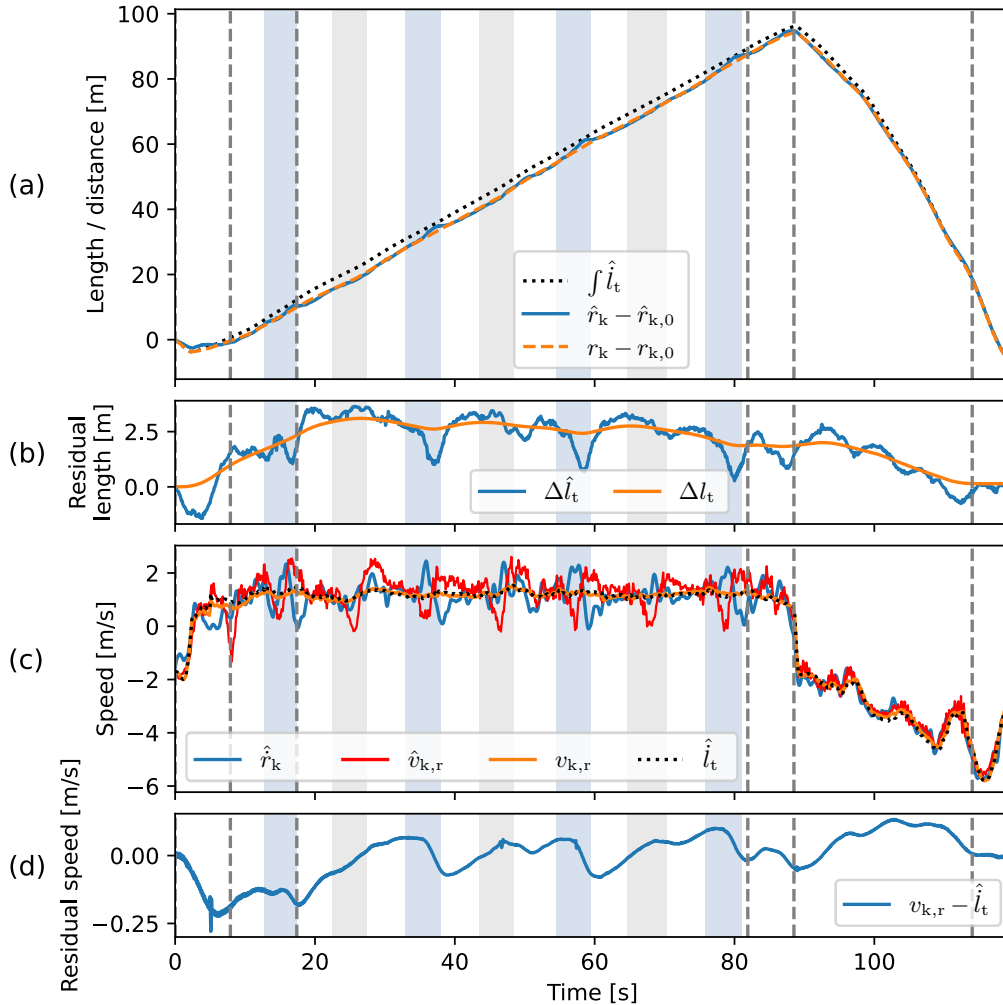 (a)
Length / distance [m]
100
80
60
40
20
0
∫ l̇̂ₜ
r̂ₖ − r̂ₖ,₀
rₖ − rₖ,₀
(b)
Residual
length [m]
2.5
0.0
Δl̂ₜ
Δlₜ
(c)
Speed [m/s]
2
0
−2
−4
−6
ṙ̂ₖ
v̂ₖ,ᵣ
vₖ,ᵣ
l̇̂ₜ
(d)
Residual speed [m/s]
0.00
−0.25
vₖ,ᵣ − l̇̂ₜ
0
20
40
60
80
100
Time [s]